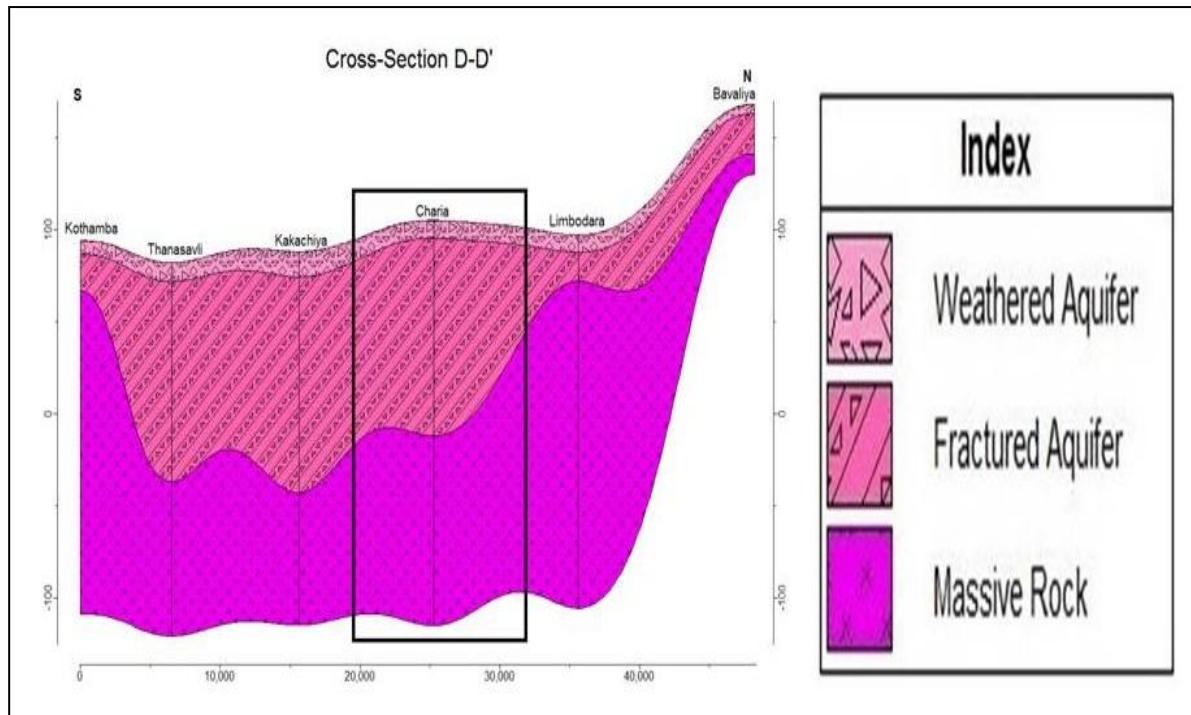 Cross-Section D-D'
S
N
Bavaliya
Kothamba
Thanasavli
Kakachiya
Charia
Limbodara
100
0
-100
100
0
-100
0
10,000
20,000
30,000
40,000
Index
Weathered Aquifer
Fractured Aquifer
Massive Rock